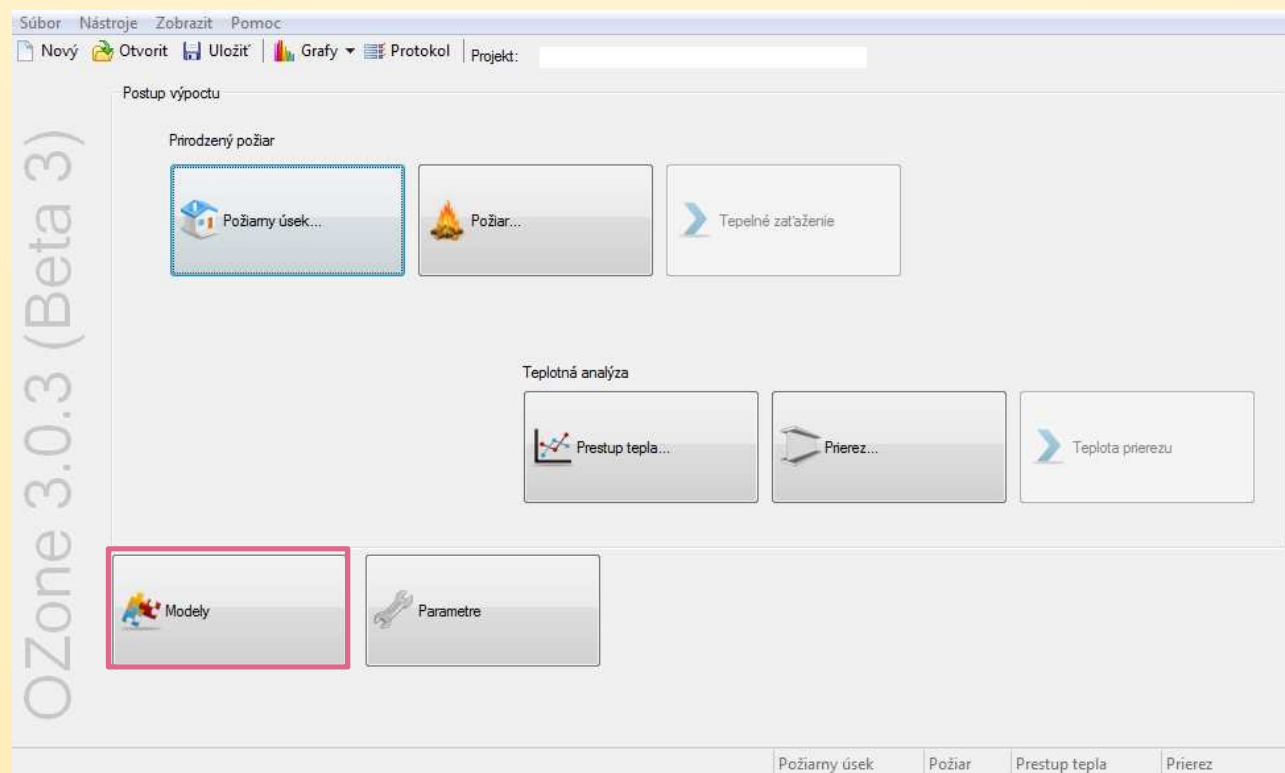 Súbor Nástroje Zobrazit Pomoc
Nový Otvorit Uložiť Grafy Protokol Projekt:
Postup výpoctu
Prirodzený požiar
Požiarny úsek... Požiar... Tepelné zaťaženie
Teplotná analýza
Prestup tepla... Prierez... Teplota prierezu
Modely Parametre
OZone 3.0.3 (Beta 3)
Požiarny úsek Požiar Prestup tepla Prierez